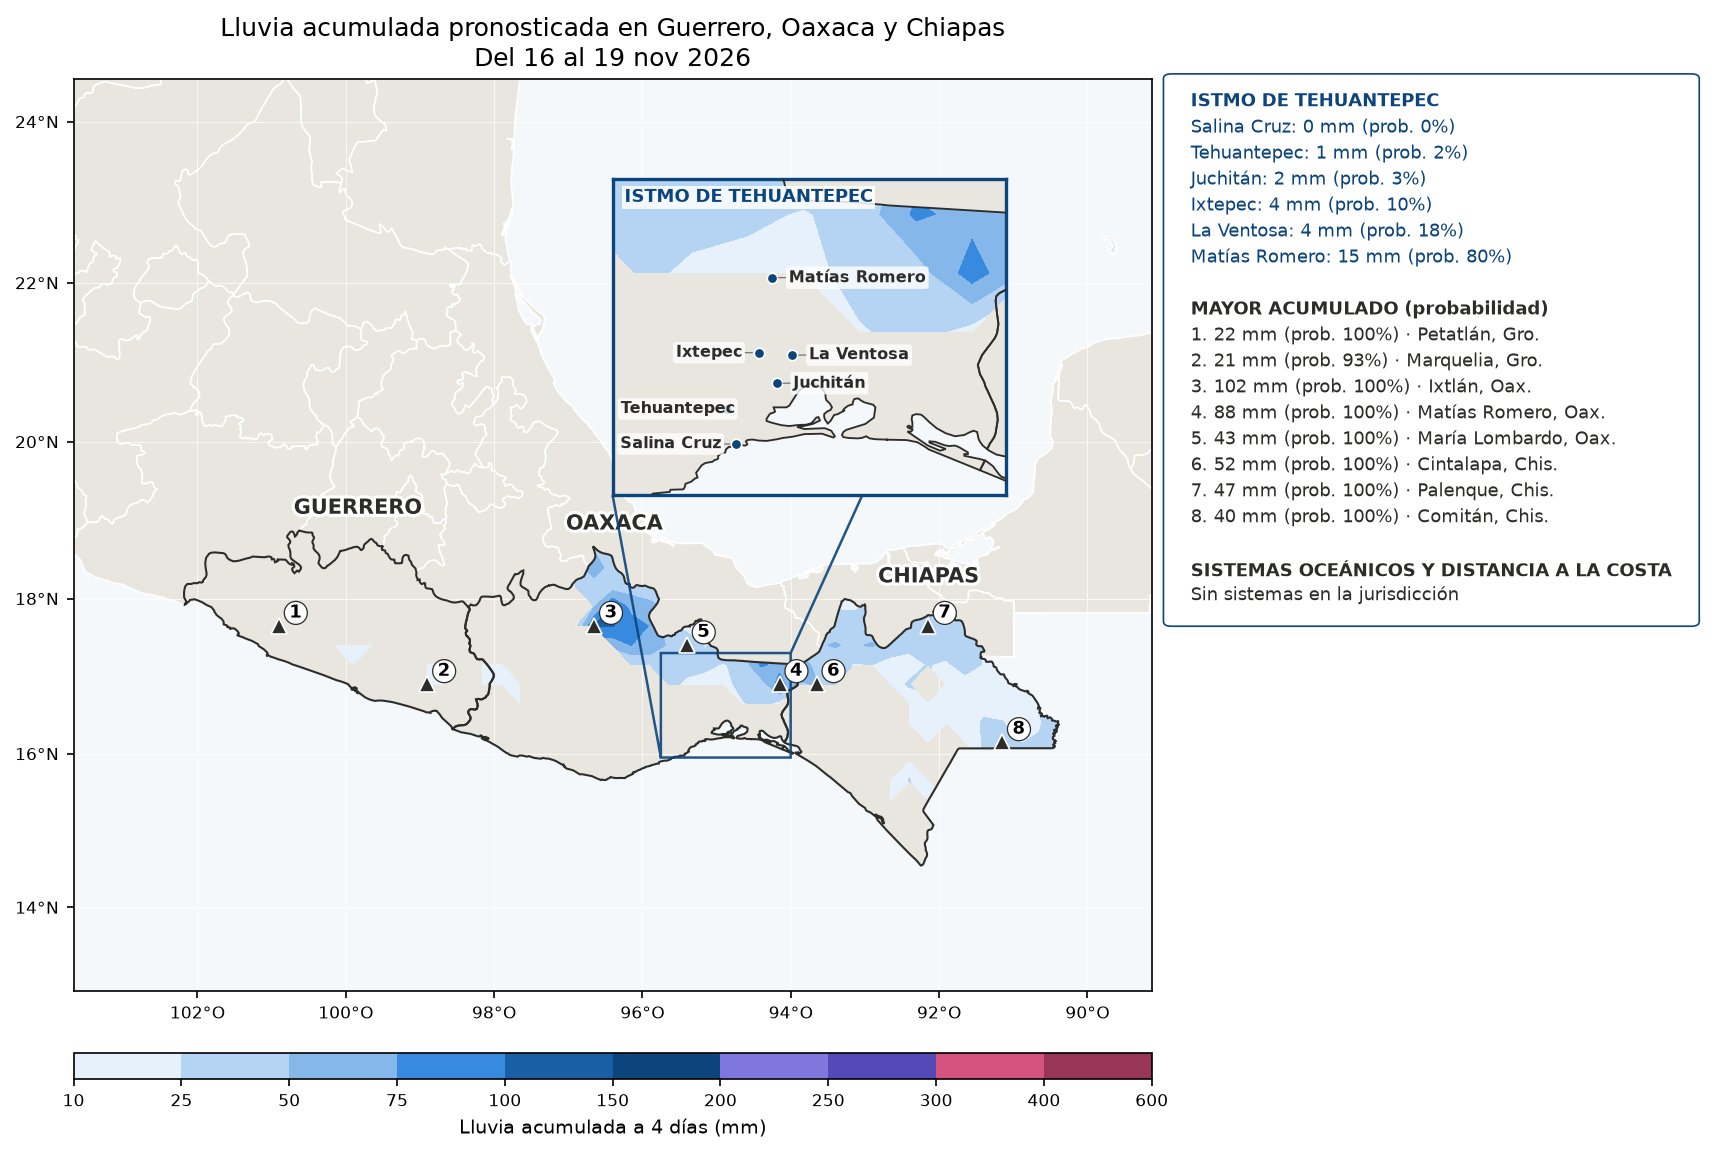 Lluvia acumulada pronosticada en Guerrero, Oaxaca y Chiapas
Del 16 al 19 nov 2026
24°N
22°N
20°N
18°N
16°N
14°N
102°O
100°O
98°O
96°O
94°O
92°O
90°O
ISTMO DE TEHUANTEPEC
Matías Romero
Ixtepec
La Ventosa
Juchitán
Tehuantepec
Salina Cruz
GUERRERO
OAXACA
CHIAPAS
1
2
3
4
5
6
7
8
ISTMO DE TEHUANTEPEC
Salina Cruz: 0 mm (prob. 0%)
Tehuantepec: 1 mm (prob. 2%)
Juchitán: 2 mm (prob. 3%)
Ixtepec: 4 mm (prob. 10%)
La Ventosa: 4 mm (prob. 18%)
Matías Romero: 15 mm (prob. 80%)
MAYOR ACUMULADO (probabilidad)
1. 22 mm (prob. 100%) · Petatlán, Gro.
2. 21 mm (prob. 93%) · Marquelia, Gro.
3. 102 mm (prob. 100%) · Ixtlán, Oax.
4. 88 mm (prob. 100%) · Matías Romero, Oax.
5. 43 mm (prob. 100%) · María Lombardo, Oax.
6. 52 mm (prob. 100%) · Cintalapa, Chis.
7. 47 mm (prob. 100%) · Palenque, Chis.
8. 40 mm (prob. 100%) · Comitán, Chis.
SISTEMAS OCEÁNICOS Y DISTANCIA A LA COSTA
Sin sistemas en la jurisdicción
10 25 50 75 100 150 200 250 300 400 600
Lluvia acumulada a 4 días (mm)